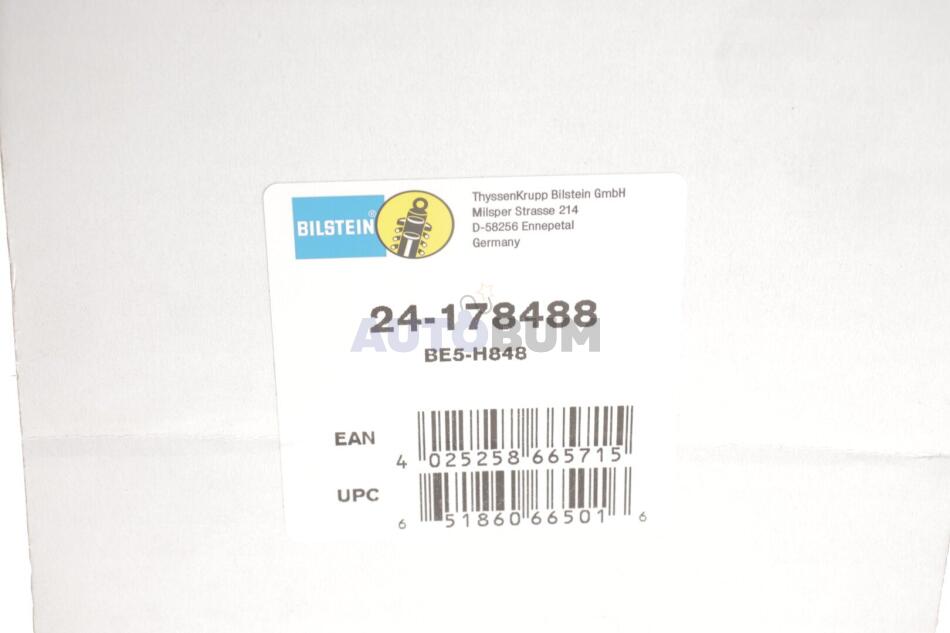 BILSTEIN®
ThyssenKrupp Bilstein GmbH
Milsper Strasse 214
D-58256 Ennepetal
Germany
24-178488
AUTOBUM
BE5-H848
EAN
4 025258 665715
UPC
6 51860 66501 6